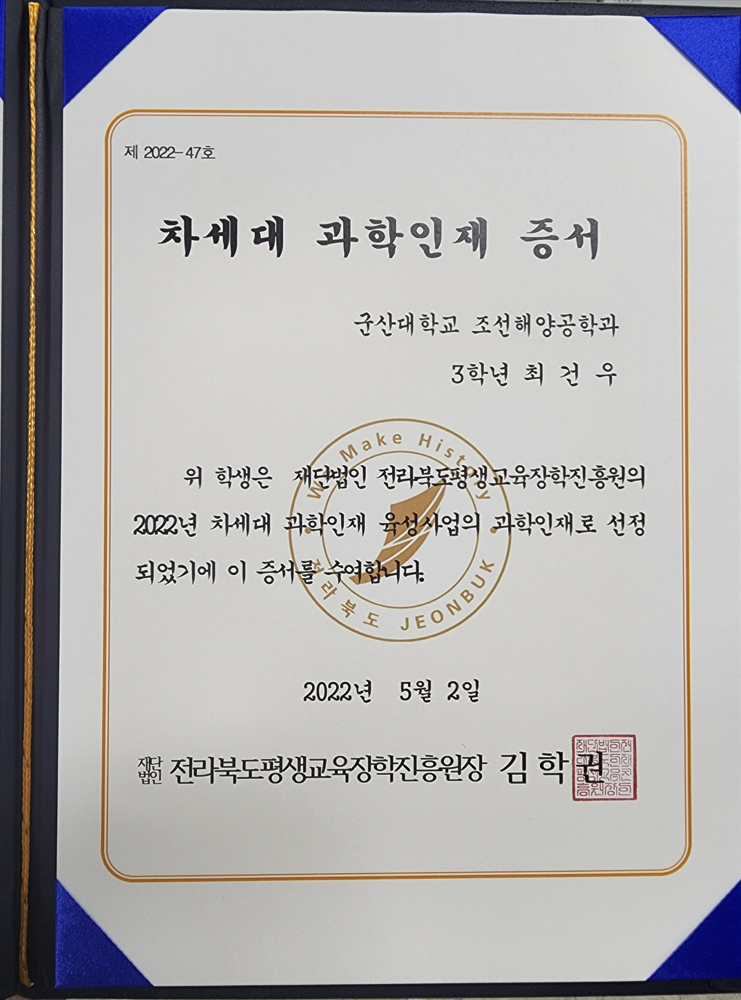 제 2022-47호
차세대 과학인재 증서
군산대학교 조선해양공학과
3학년 최 건 우
We Make History
위 학생은 재단법인 전라북도평생교육장학진흥원의
2022년 차세대 과학인재 육성사업의 과학인재로 선정
되었기에 이 증서를 수여합니다.
전라북도 JEONBUK
2022년 5월 2일
재단법인 전라북도평생교육장학진흥원장 김 학 권